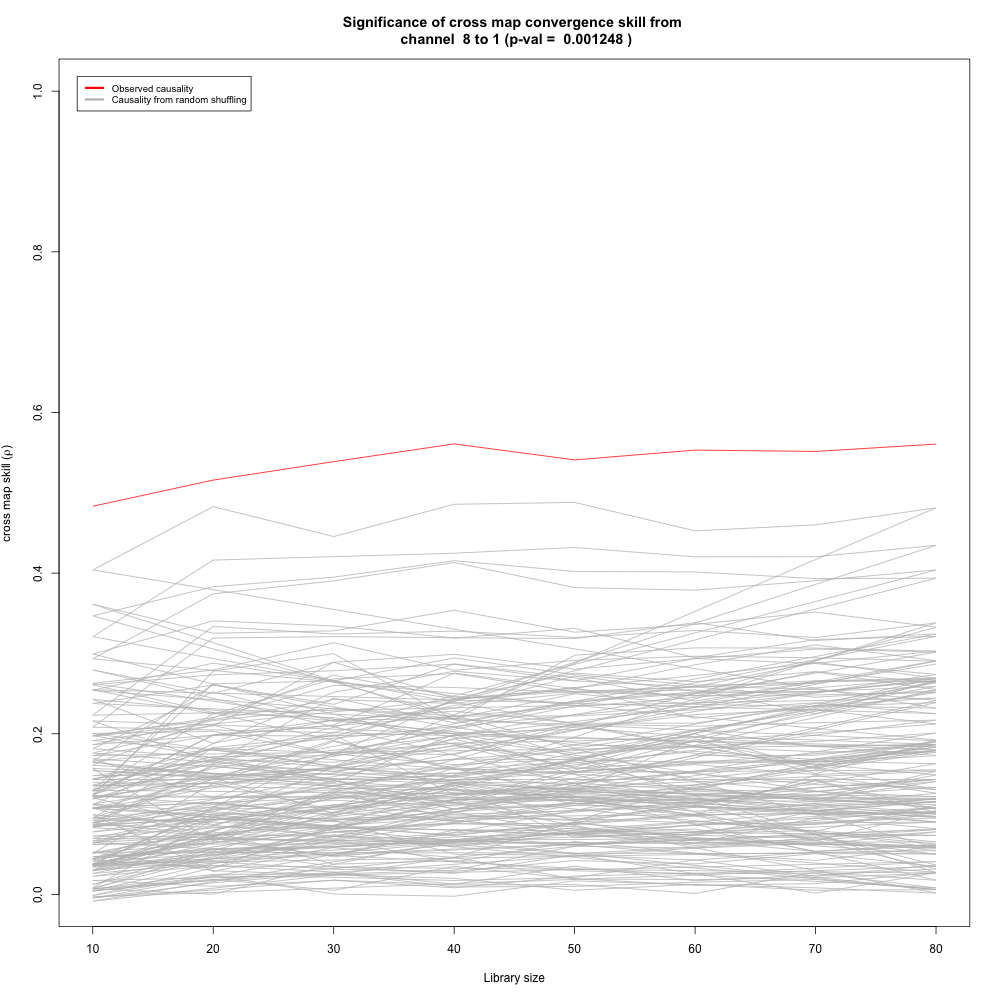 Significance of cross map convergence skill from
channel  8 to 1 (p-val =  0.001248 )
Observed causality
Causality from random shuffling
cross map skill (ρ)
1.0
0.8
0.6
0.4
0.2
0.0
10 20 30 40 50 60 70 80
Library size